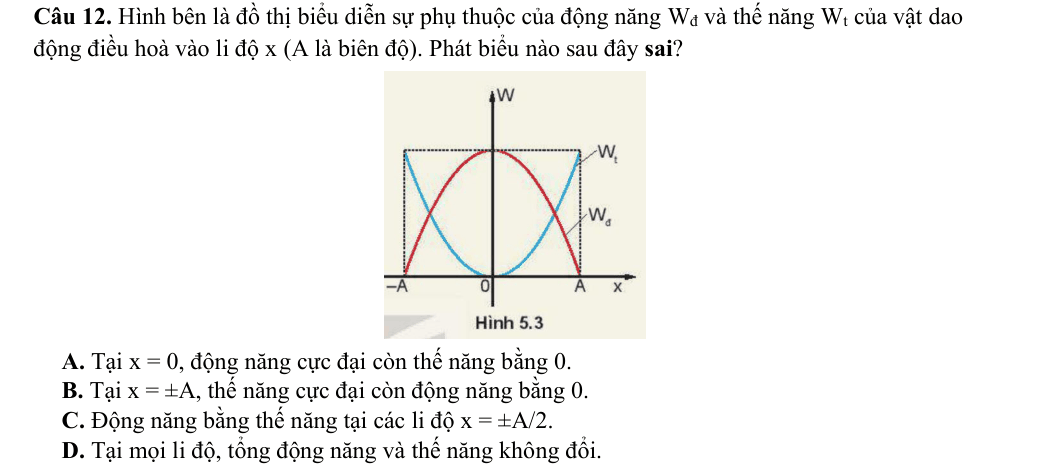 Câu 12. Hình bên là đồ thị biểu diễn sự phụ thuộc của động năng Wđ và thế năng Wt của vật dao
động điều hoà vào li độ x (A là biên độ). Phát biểu nào sau đây sai?
W
Wt
Wđ
-A 0 A x
Hình 5.3
A. Tại x = 0, động năng cực đại còn thế năng bằng 0.
B. Tại x = ±A, thế năng cực đại còn động năng bằng 0.
C. Động năng bằng thế năng tại các li độ x = ±A/2.
D. Tại mọi li độ, tổng động năng và thế năng không đổi.